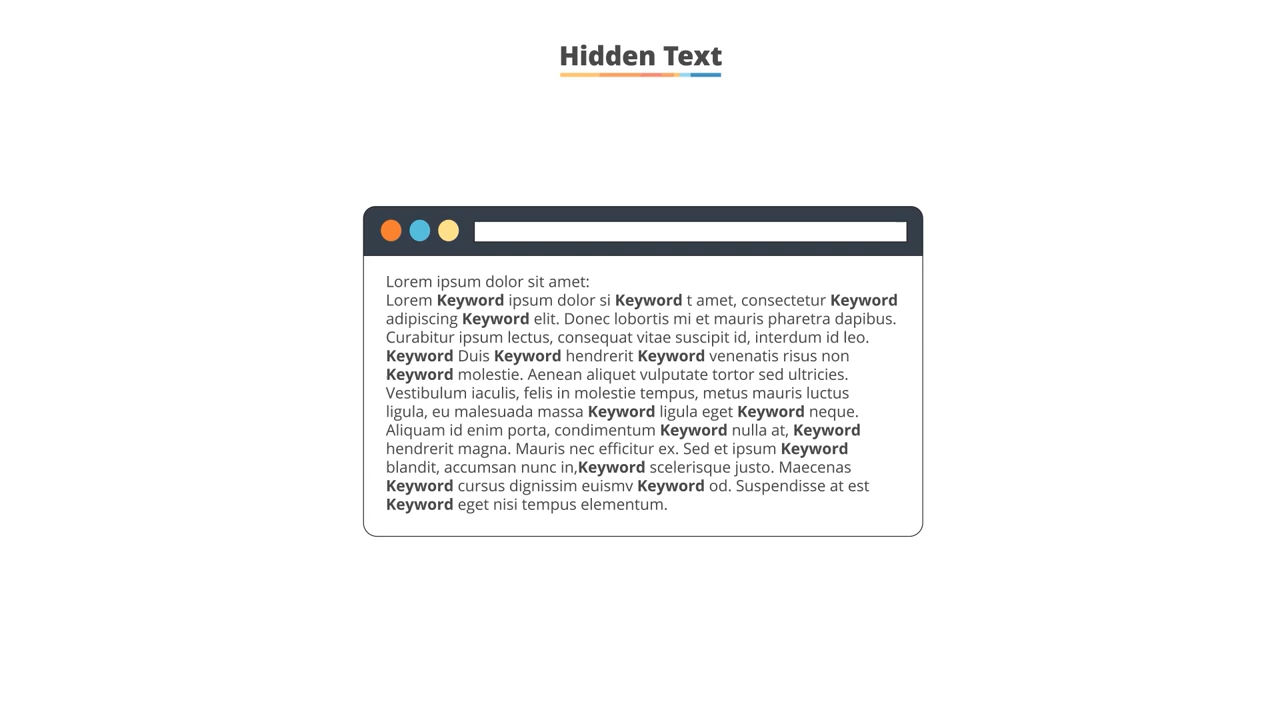 Hidden Text
Lorem ipsum dolor sit amet:
Lorem Keyword ipsum dolor si Keyword t amet, consectetur Keyword
adipiscing Keyword elit. Donec lobortis mi et mauris pharetra dapibus.
Curabitur ipsum lectus, consequat vitae suscipit id, interdum id leo.
Keyword Duis Keyword hendrerit Keyword venenatis risus non
Keyword molestie. Aenean aliquet vulputate tortor sed ultricies.
Vestibulum iaculis, felis in molestie tempus, metus mauris luctus
ligula, eu malesuada massa Keyword ligula eget Keyword neque.
Aliquam id enim porta, condimentum Keyword nulla at, Keyword
hendrerit magna. Mauris nec efficitur ex. Sed et ipsum Keyword
blandit, accumsan nunc in,Keyword scelerisque justo. Maecenas
Keyword cursus dignissim euismv Keyword od. Suspendisse at est
Keyword eget nisi tempus elementum.